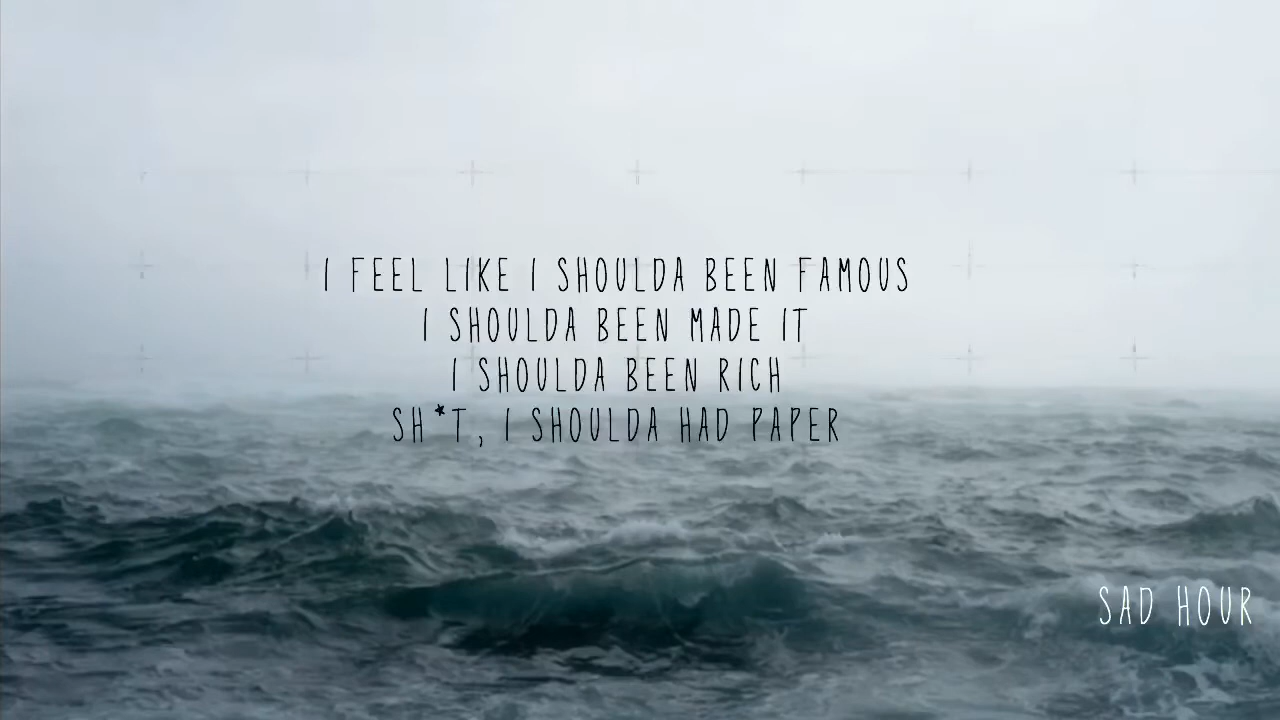 I FEEL LIKE I SHOULDA BEEN FAMOUS
I SHOULDA BEEN MADE IT
I SHOULDA BEEN RICH
SH*T, I SHOULDA HAD PAPER
SAD HOUR